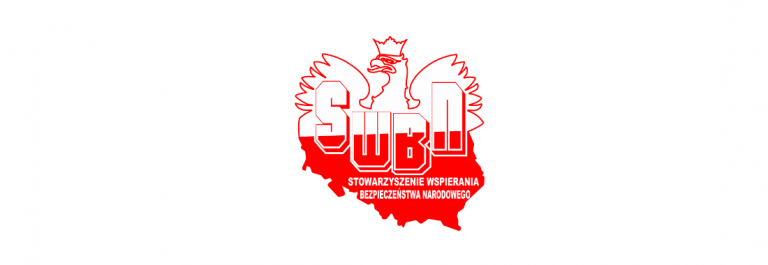 SWBN
STOWARZYSZENIE WSPIERANIA
BEZPIECZEŃSTWA NARODOWEGO